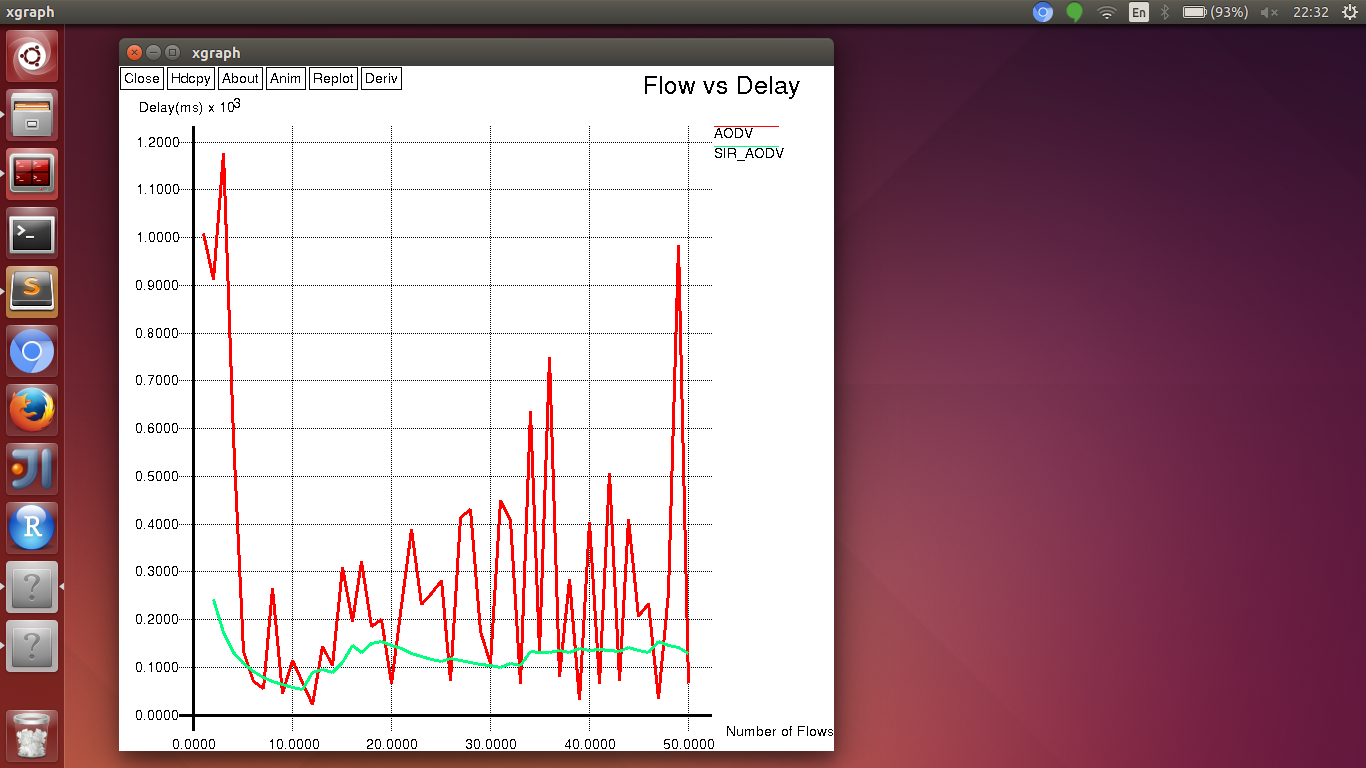 xgraph
En
(93%)
22:32
xgraph
Close Hdcpy About Anim Replot Deriv
Flow vs Delay
Delay(ms) x 10^3
AODV
SIR_AODV
1.2000
1.1000
1.0000
0.9000
0.8000
0.7000
0.6000
0.5000
0.4000
0.3000
0.2000
0.1000
0.0000
Number of Flows
0.0000 10.0000 20.0000 30.0000 40.0000 50.0000
>_
S
JI
R
?
?